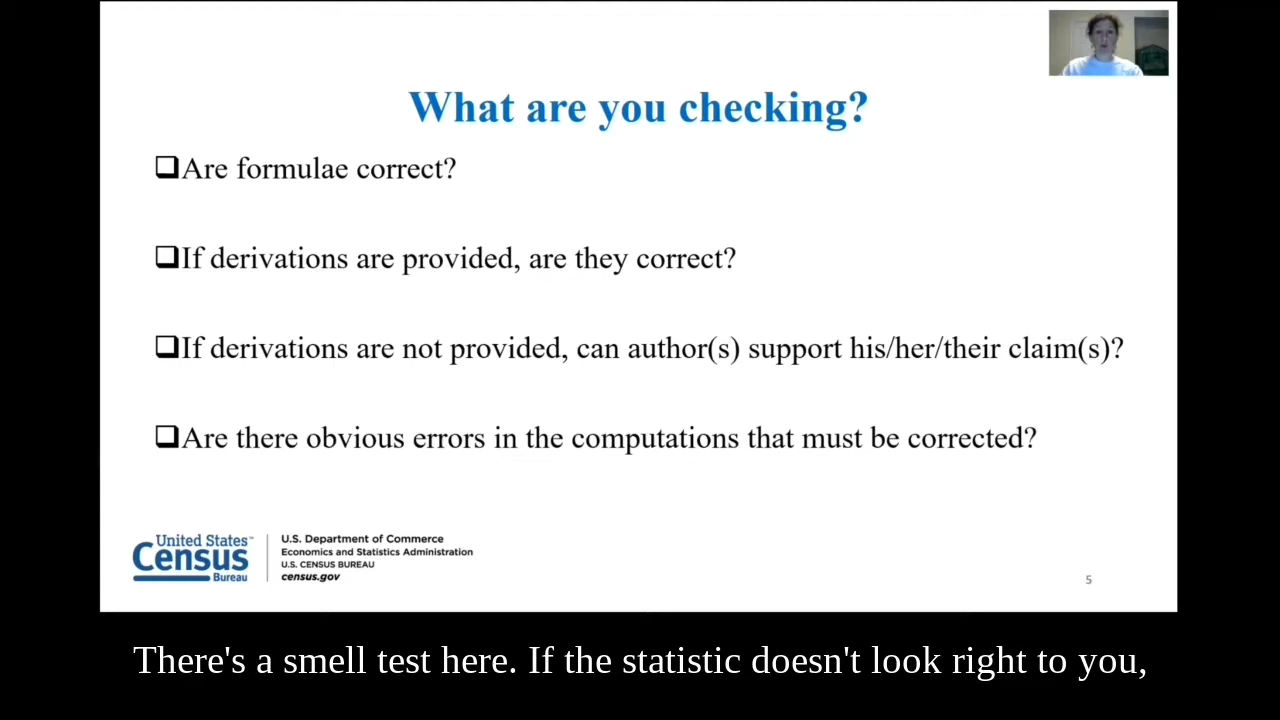 What are you checking?
❑Are formulae correct?
❑If derivations are provided, are they correct?
❑If derivations are not provided, can author(s) support his/her/their claim(s)?
❑Are there obvious errors in the computations that must be corrected?
United States™
Census
Bureau
U.S. Department of Commerce
Economics and Statistics Administration
U.S. CENSUS BUREAU
census.gov
5
There's a smell test here. If the statistic doesn't look right to you,